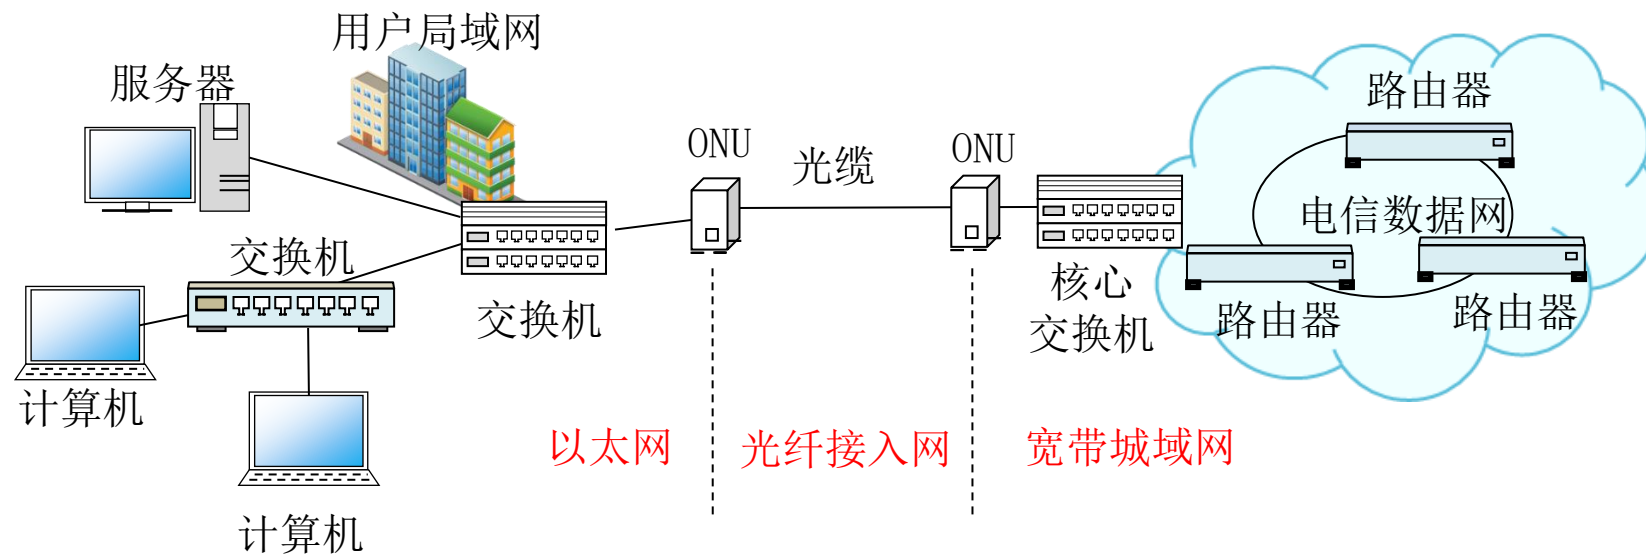 用户局域网
服务器
路由器
ONU
光缆
ONU
电信数据网
交换机
核心
交换机
交换机
路由器
路由器
计算机
以太网
光纤接入网
宽带城域网
计算机